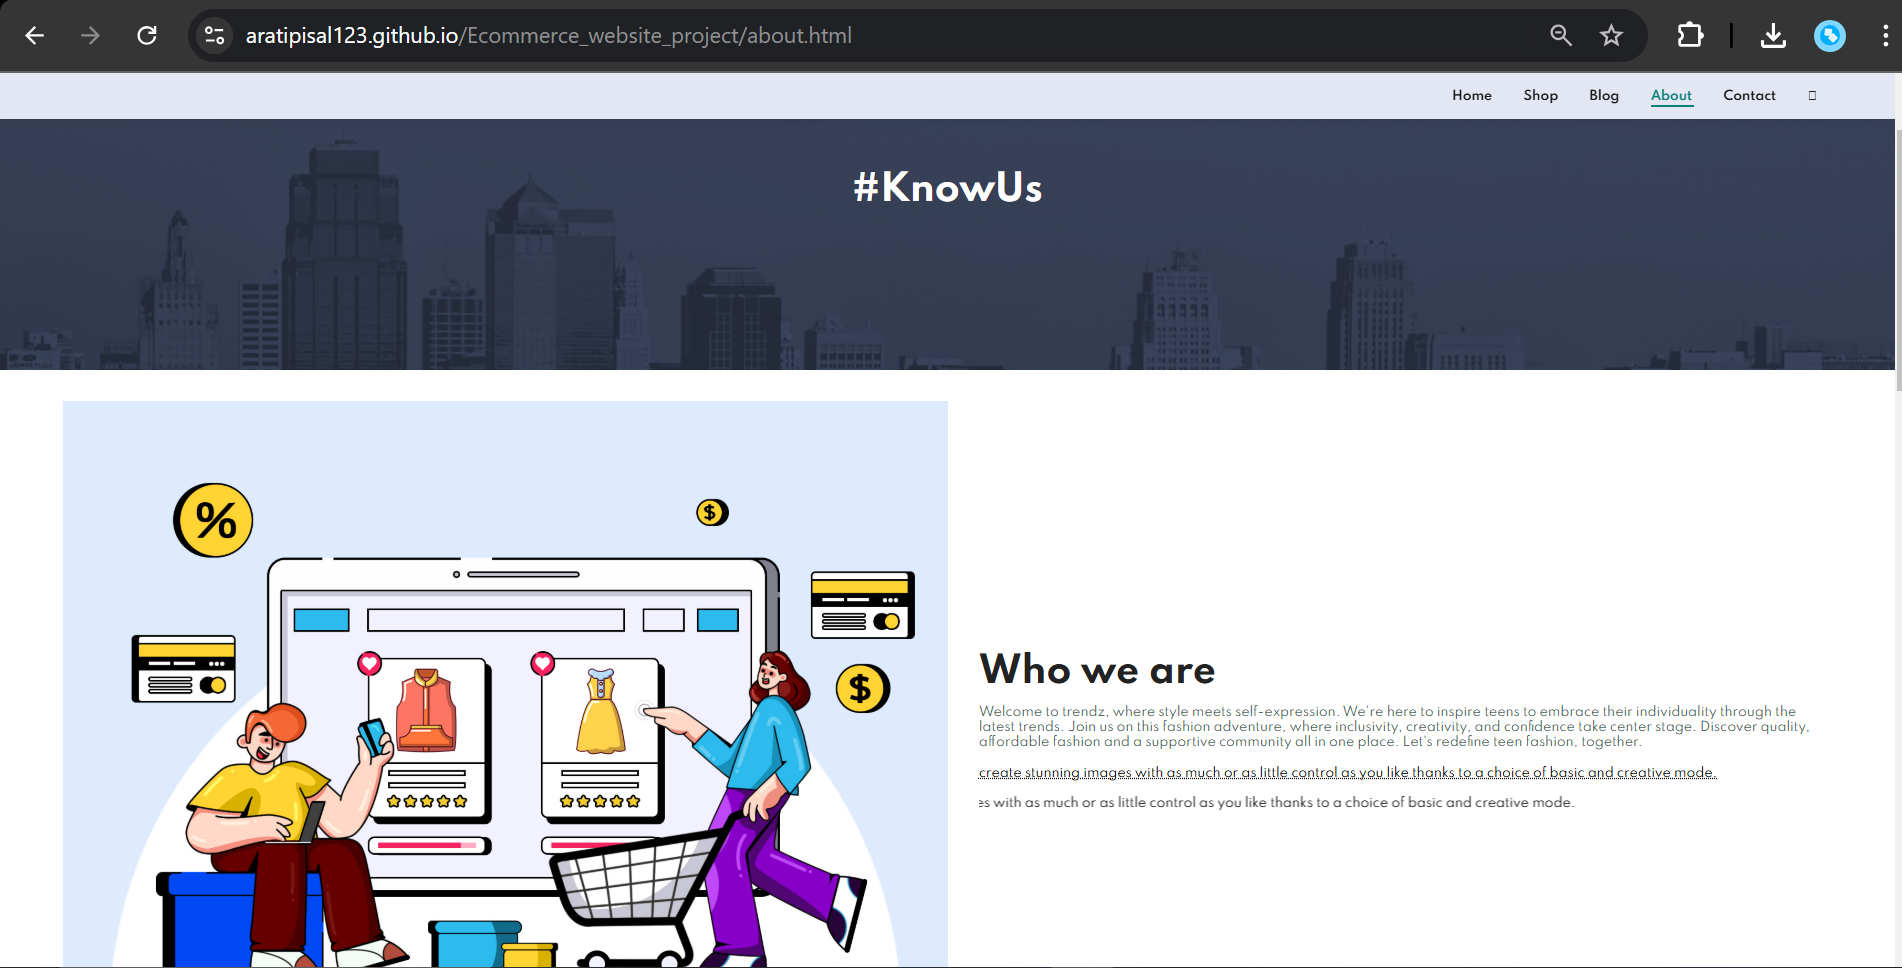 aratipisal123.github.io/Ecommerce_website_project/about.html
Home Shop Blog About Contact
#KnowUs
%
$
$
Who we are
Welcome to trendz, where style meets self-expression. We're here to inspire teens to embrace their individuality through the
latest trends. Join us on this fashion adventure, where inclusivity, creativity, and confidence take center stage. Discover quality,
affordable fashion and a supportive community all in one place. Let's redefine teen fashion, together.
create stunning images with as much or as little control as you like thanks to a choice of basic and creative mode.
es with as much or as little control as you like thanks to a choice of basic and creative mode.